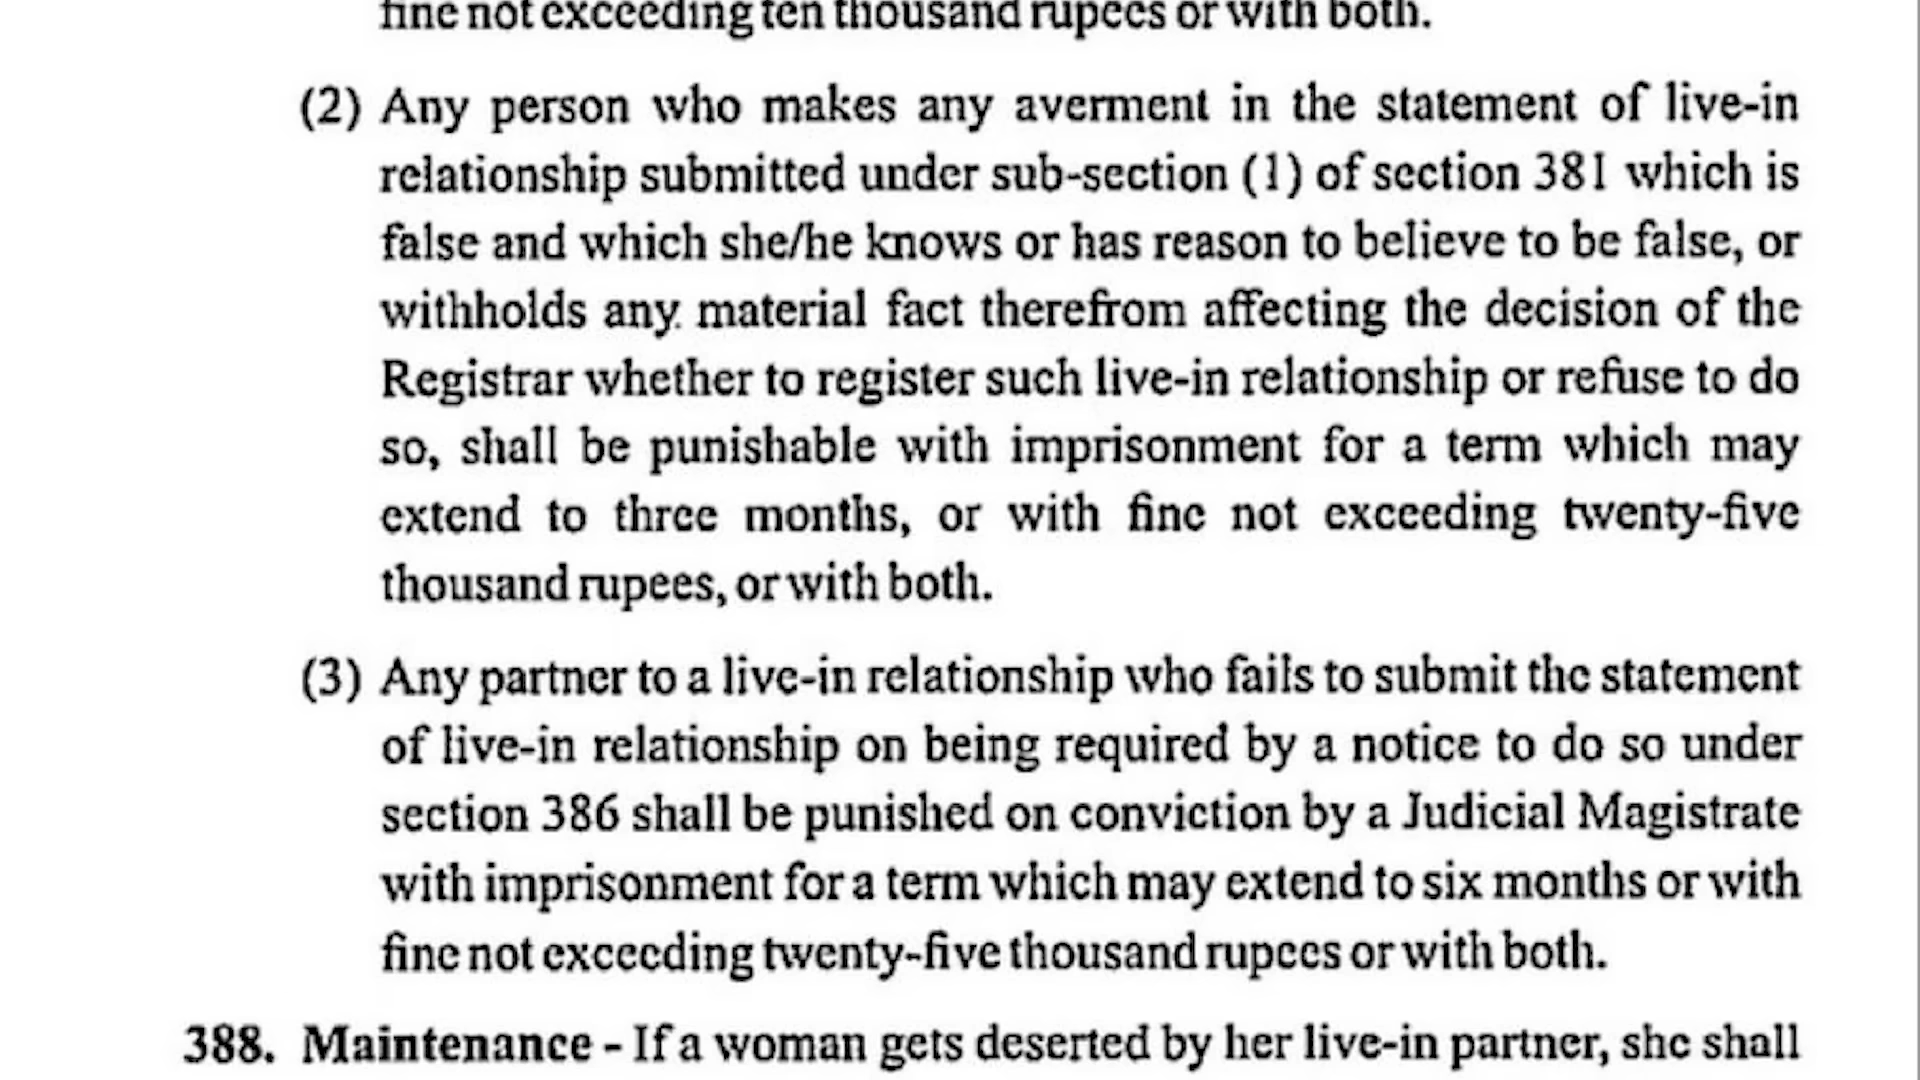 fine not exceeding ten thousand rupees or with both.
(2) Any person who makes any averment in the statement of live-in
relationship submitted under sub-section (1) of section 381 which is
false and which she/he knows or has reason to believe to be false, or
withholds any material fact therefrom affecting the decision of the
Registrar whether to register such live-in relationship or refuse to do
so, shall be punishable with imprisonment for a term which may
extend to three months, or with fine not exceeding twenty-five
thousand rupees, or with both.
(3) Any partner to a live-in relationship who fails to submit the statement
of live-in relationship on being required by a notice to do so under
section 386 shall be punished on conviction by a Judicial Magistrate
with imprisonment for a term which may extend to six months or with
fine not exceeding twenty-five thousand rupees or with both.
388. Maintenance - If a woman gets deserted by her live-in partner, she shall